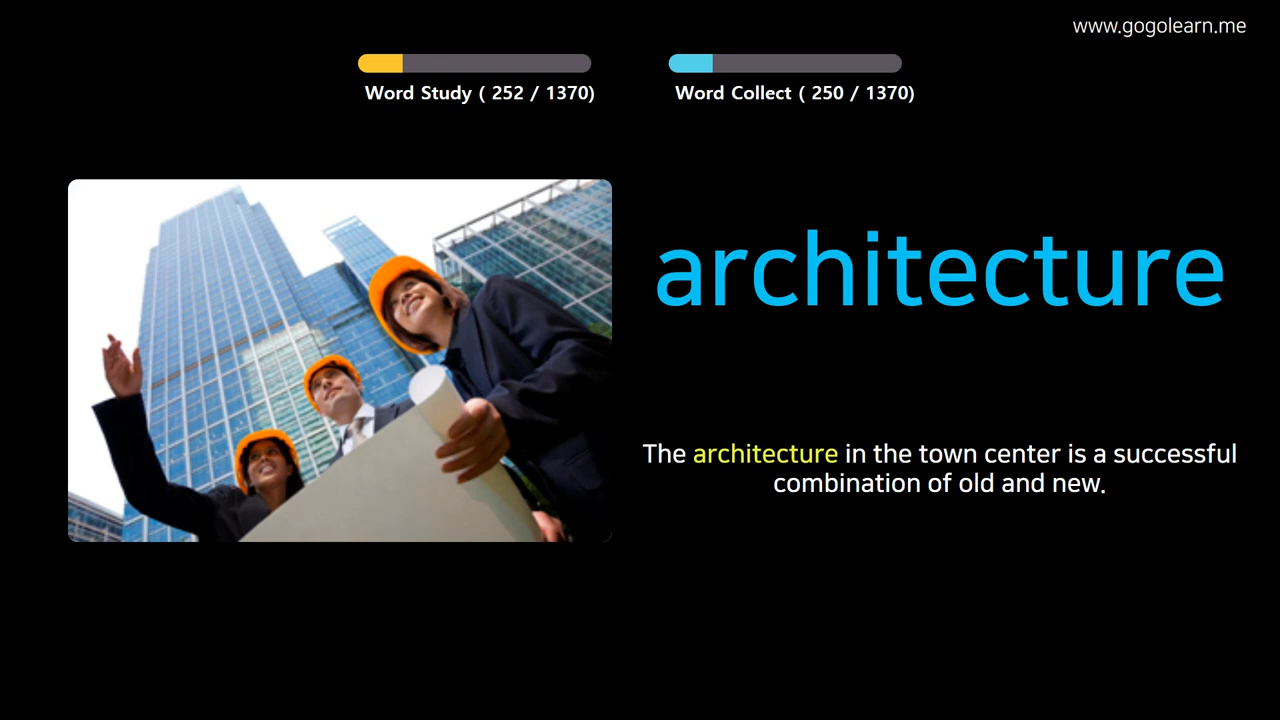 www.gogolearn.me
Word Study ( 252 / 1370)
Word Collect ( 250 / 1370)
architecture
The architecture in the town center is a successful
combination of old and new.